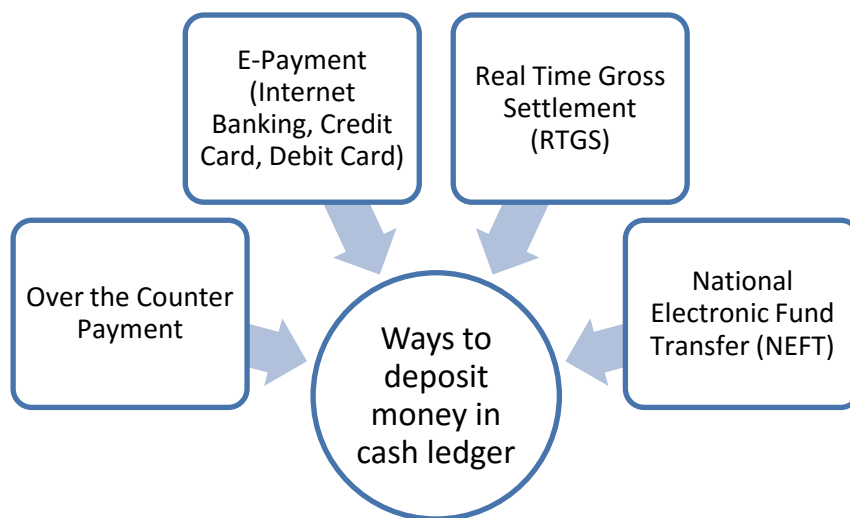 E-Payment
(Internet
Banking, Credit
Card, Debit Card)
Real Time Gross
Settlement
(RTGS)
Over the Counter
Payment
National
Electronic Fund
Transfer (NEFT)
Ways to
deposit
money in
cash ledger